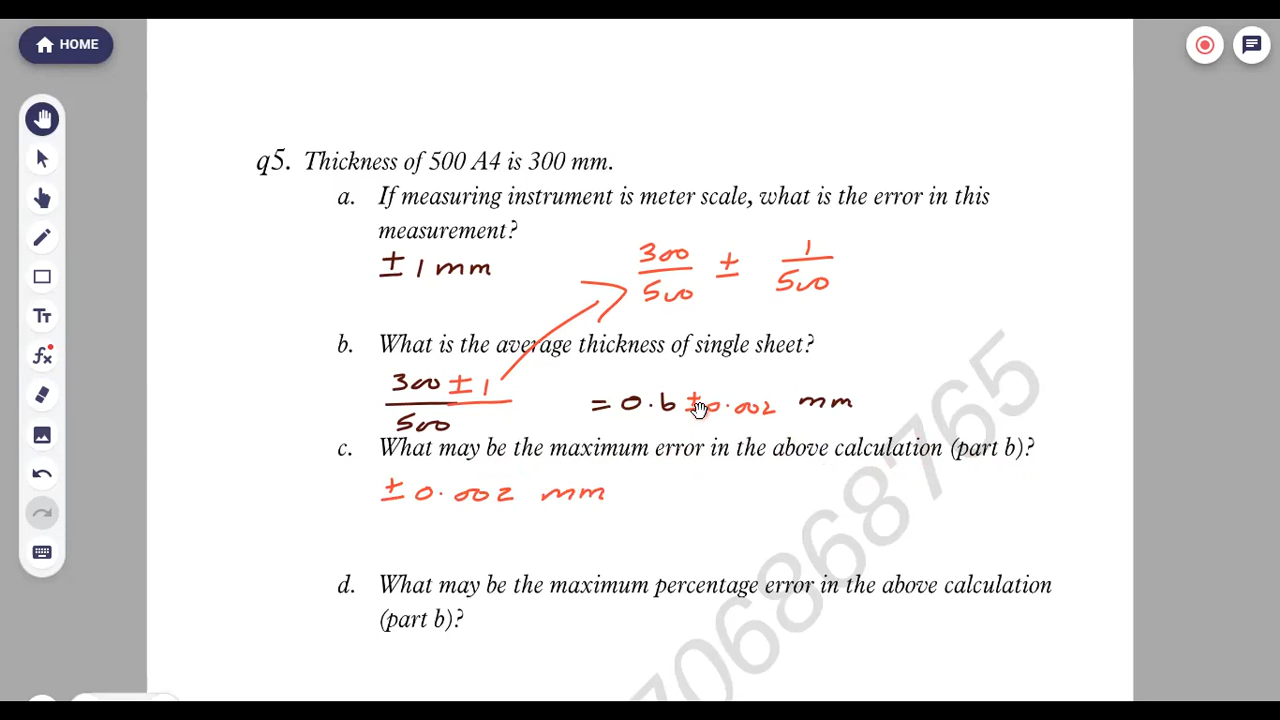 HOME
q5. Thickness of 500 A4 is 300 mm.
a. If measuring instrument is meter scale, what is the error in this
measurement?
± 1 mm
300/500 ± 1/500
b. What is the average thickness of single sheet?
300 ± 1/500 = 0.6 ± 0.002 mm
c. What may be the maximum error in the above calculation (part b)?
± 0.002 mm
d. What may be the maximum percentage error in the above calculation
(part b)?
Tт
fx
706868765